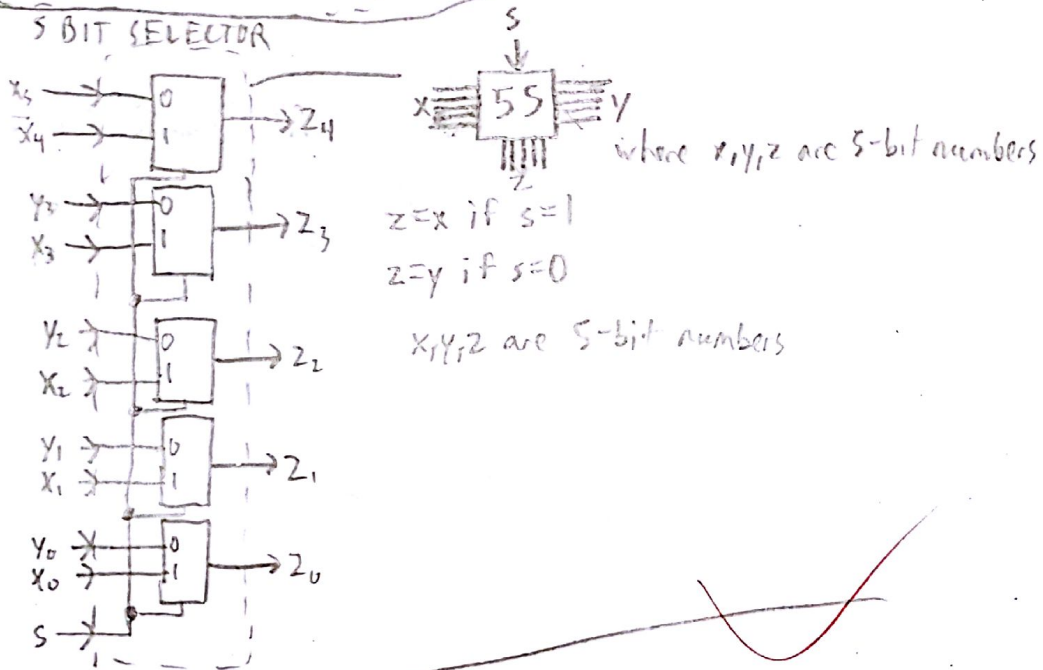 5 BIT SELECTOR
X5
X4
0
1
Z4
Y3
X3
0
1
Z3
Y2
X2
0
1
Z2
Y1
X1
0
1
Z1
Y0
X0
0
1
Z0
S
S
X
5S
Y
Z
where x,y,z are 5-bit numbers
z=x if s=1
z=y if s=0
x,y,z are 5-bit numbers